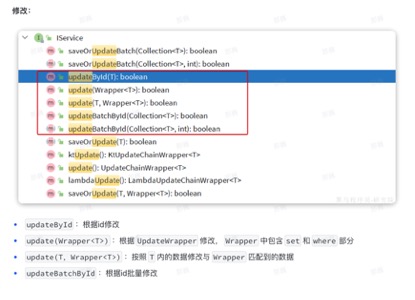 修改：
IService
saveOrUpdateBatch(Collection<T>): boolean
saveOrUpdateBatch(Collection<T>, int): boolean
updateById(T): boolean
update(Wrapper<T>): boolean
update(T, Wrapper<T>): boolean
updateBatchById(Collection<T>): boolean
updateBatchById(Collection<T>, int): boolean
saveOrUpdate(T): boolean
ktUpdate(): KtUpdateChainWrapper<T>
update(): UpdateChainWrapper<T>
lambdaUpdate(): LambdaUpdateChainWrapper<T>
saveOrUpdate(T, Wrapper<T>): boolean
updateById：根据id修改
update(Wrapper<T>)：根据 UpdateWrapper 修改，Wrapper 中包含 set 和 where 部分
update(T, Wrapper<T>)：按照 T 内的数据修改与 Wrapper 匹配到的数据
updateBatchById：根据id批量修改